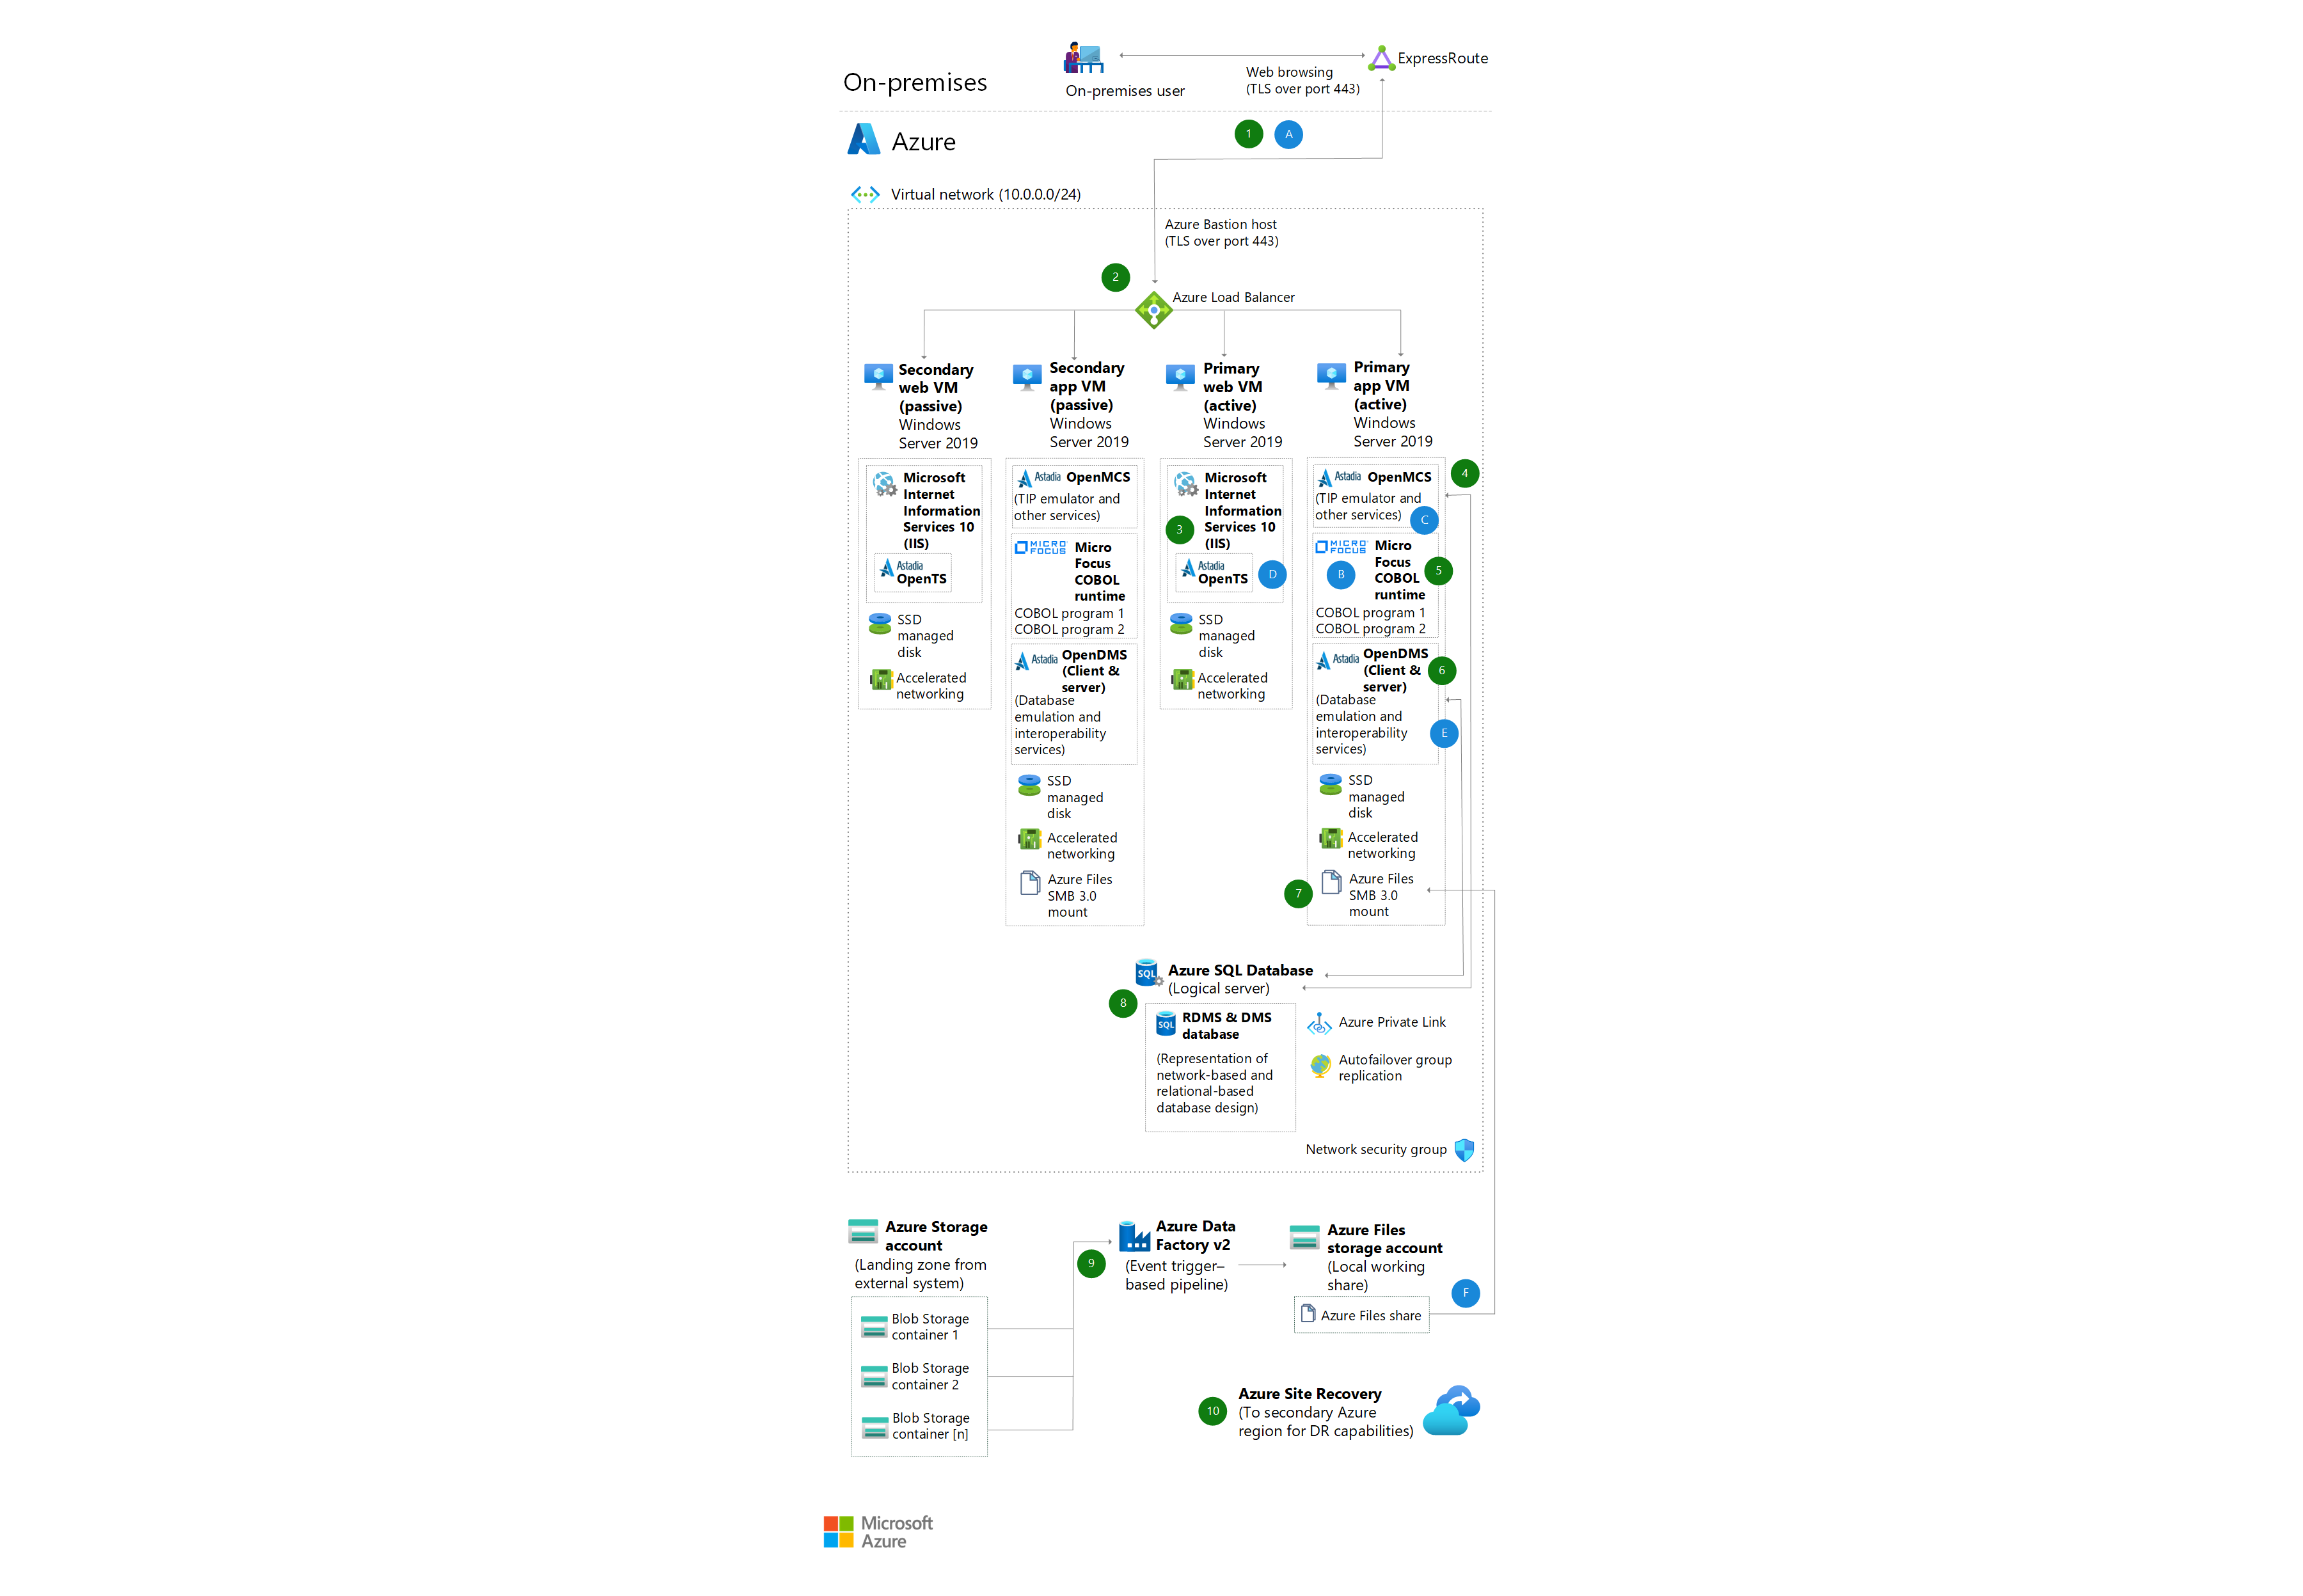 On-premises
On-premises user
Web browsing
(TLS over port 443)
ExpressRoute
Azure
1
A
Virtual network (10.0.0.0/24)
Azure Bastion host
(TLS over port 443)
2
Azure Load Balancer
Secondary
web VM
(passive)
Windows
Server 2019
Microsoft
Internet
Information
Services 10
(IIS)
Astadia
OpenTS
SSD
managed
disk
Accelerated
networking
Secondary
app VM
(passive)
Windows
Server 2019
Astadia OpenMCS
(TIP emulator and
other services)
MICRO
FOCUS
Micro
Focus
COBOL
runtime
COBOL program 1
COBOL program 2
Astadia OpenDMS
(Client &
server)
(Database
emulation and
interoperability
services)
SSD
managed
disk
Accelerated
networking
Azure Files
SMB 3.0
mount
Primary
web VM
(active)
Windows
Server 2019
Microsoft
Internet
Information
3
Services 10
(IIS)
Astadia
OpenTS
D
SSD
managed
disk
Accelerated
networking
Primary
app VM
(active)
Windows
Server 2019
Astadia OpenMCS
4
(TIP emulator and
other services)
C
MICRO
FOCUS
Micro
Focus
COBOL
runtime
B
5
COBOL program 1
COBOL program 2
Astadia OpenDMS
(Client &
server)
6
(Database
emulation and
interoperability
services)
E
SSD
managed
disk
Accelerated
networking
7
Azure Files
SMB 3.0
mount
SQL
Azure SQL Database
(Logical server)
8
SQL
RDMS & DMS
database
(Representation of
network-based and
relational-based
database design)
Azure Private Link
Autofailover group
replication
Network security group
Azure Storage
account
(Landing zone from
external system)
Blob Storage
container 1
Blob Storage
container 2
Blob Storage
container [n]
9
Azure Data
Factory v2
(Event trigger–
based pipeline)
Azure Files
storage account
(Local working
share)
F
Azure Files share
10
Azure Site Recovery
(To secondary Azure
region for DR capabilities)
Microsoft
Azure